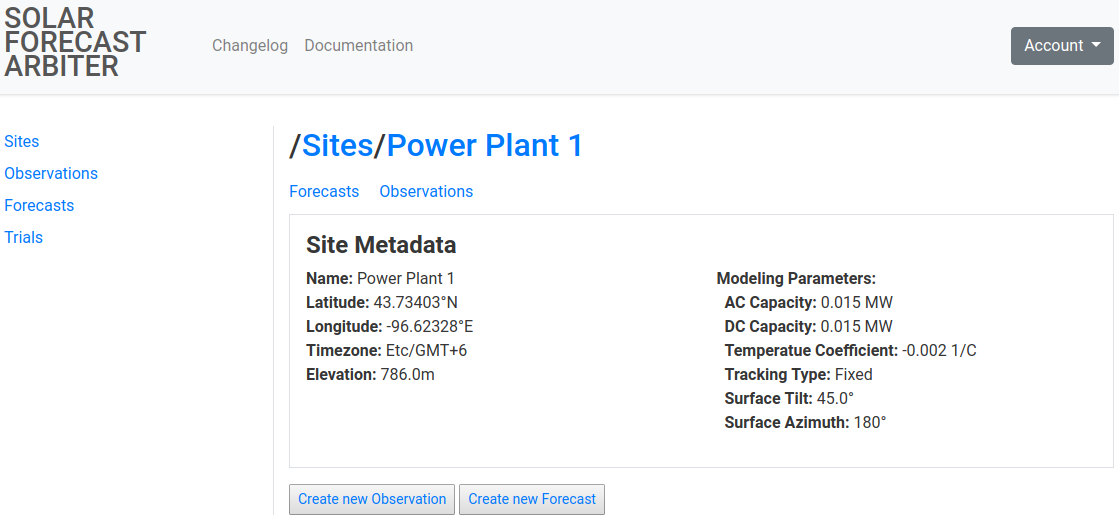 SOLAR
FORECAST
ARBITER
Changelog Documentation
Account
Sites
Observations
Forecasts
Trials
/Sites/Power Plant 1
Forecasts Observations
Site Metadata
Name: Power Plant 1
Latitude: 43.73403°N
Longitude: -96.62328°E
Timezone: Etc/GMT+6
Elevation: 786.0m
Modeling Parameters:
AC Capacity: 0.015 MW
DC Capacity: 0.015 MW
Temperatue Coefficient: -0.002 1/C
Tracking Type: Fixed
Surface Tilt: 45.0°
Surface Azimuth: 180°
Create new Observation Create new Forecast